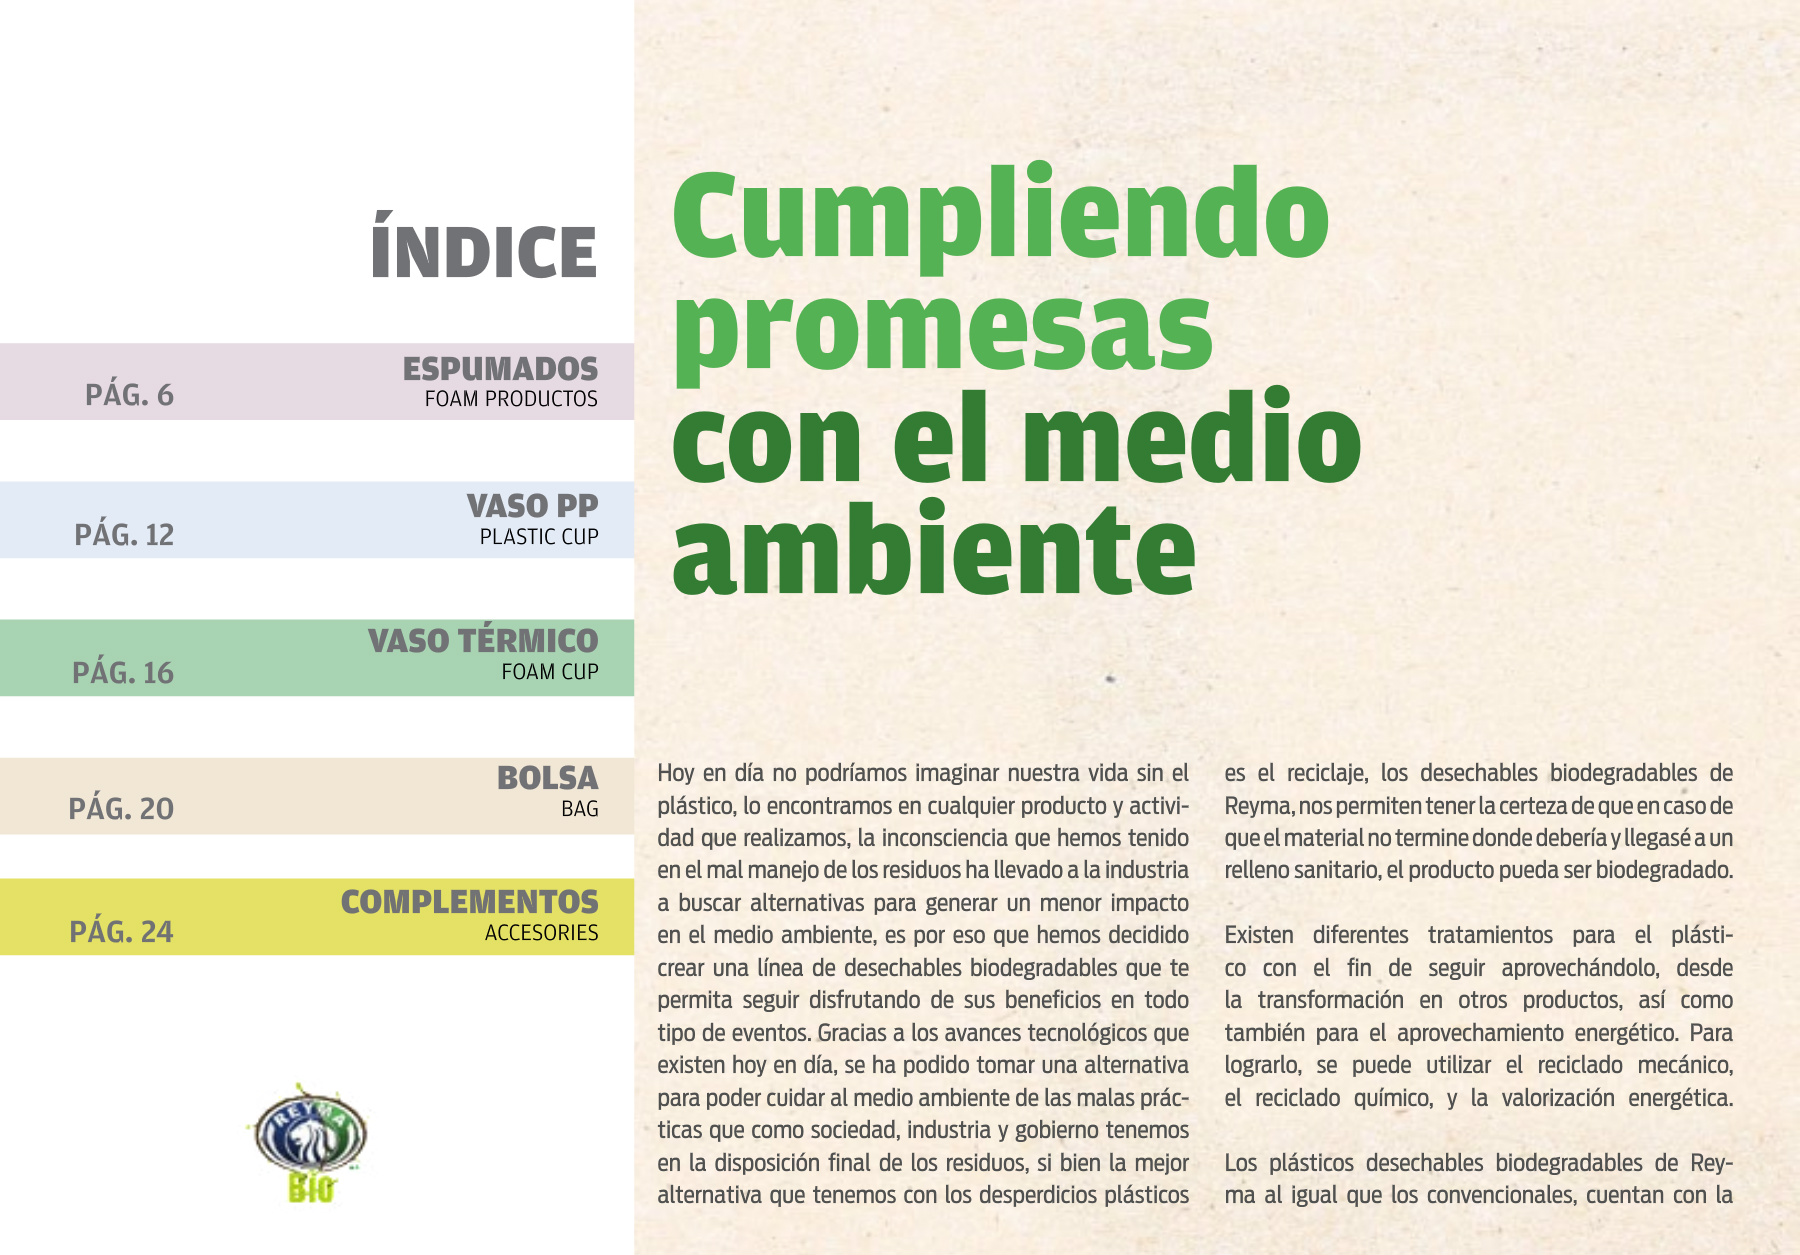 ÍNDICE
ESPUMADOS
PÁG. 6
FOAM PRODUCTOS
VASO PP
PÁG. 12
PLASTIC CUP
VASO TÉRMICO
PÁG. 16
FOAM CUP
BOLSA
PÁG. 20
BAG
COMPLEMENTOS
PÁG. 24
ACCESORIES
REYMA
BIO
Cumpliendo
promesas
con el medio
ambiente
Hoy en día no podríamos imaginar nuestra vida sin el
plástico, lo encontramos en cualquier producto y activi-
dad que realizamos, la inconsciencia que hemos tenido
en el mal manejo de los residuos ha llevado a la industria
a buscar alternativas para generar un menor impacto
en el medio ambiente, es por eso que hemos decidido
crear una línea de desechables biodegradables que te
permita seguir disfrutando de sus beneficios en todo
tipo de eventos. Gracias a los avances tecnológicos que
existen hoy en día, se ha podido tomar una alternativa
para poder cuidar al medio ambiente de las malas prác-
ticas que como sociedad, industria y gobierno tenemos
en la disposición final de los residuos, si bien la mejor
alternativa que tenemos con los desperdicios plásticos
es el reciclaje, los desechables biodegradables de
Reyma, nos permiten tener la certeza de que en caso de
que el material no termine donde debería y llegasé a un
relleno sanitario, el producto pueda ser biodegradado.
Existen diferentes tratamientos para el plásti-
co con el fin de seguir aprovechándolo, desde
la transformación en otros productos, así como
también para el aprovechamiento energético. Para
lograrlo, se puede utilizar el reciclado mecánico,
el reciclado químico, y la valorización energética.
Los plásticos desechables biodegradables de Rey-
ma al igual que los convencionales, cuentan con la